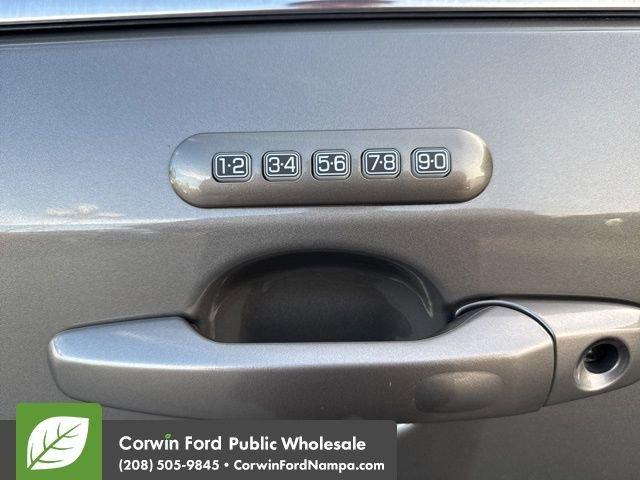 1·2 3·4 5·6 7·8 9·0
Corwin Ford Public Wholesale
(208) 505-9845 • CorwinFordNampa.com